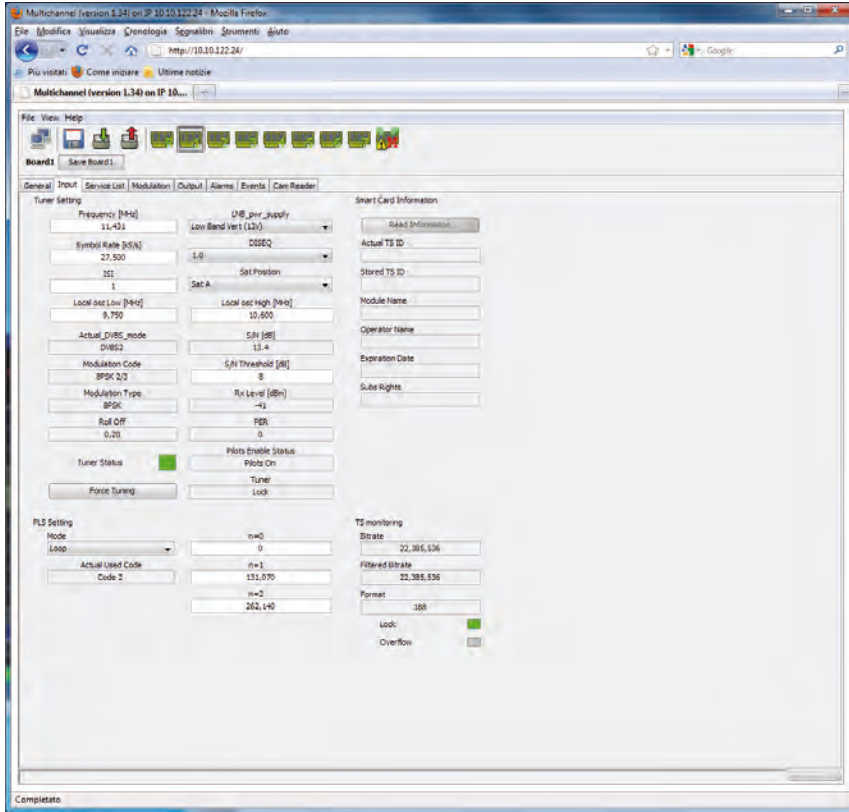 Multichannel (version 1.34) on IP 10.10.122.24 - Mozilla Firefox
File Modifica Visualizza Cronologia Segnalibri Strumenti Aiuto
http://10.10.122.24/
Google
Più visitati Come iniziare Ultime notizie
Multichannel (version 1.34) on IP 10....
File View Help
Board1 Save Board1
General Input Service List Modulation Output Alarms Events Cam Reader
Tuner Setting
Smart Card Information
Frequency [MHz] LNB_pwr_supply
Read Information
11,431 Low Band Vert (13V)
Symbol Rate [kS/s] DISEQ Actual TS ID
27,500 1.0
ISI Sat Position Stored TS ID
1 Sat A
Local osc Low [MHz] Local osc High [MHz] Module Name
9,750 10,600
Actual_DVBS_mode S/N [dB] Operator Name
DVBS2 13.4
Modulation Code S/N Threshold [dB] Expiration Date
8PSK 2/3 8
Modulation Type Rx Level [dBm] Subs Rights
8PSK -41
Roll Off PER
0,20 0
Pilots Enable Status
Tuner Status Pilots On
Tuner
Force Tuning Lock
PLS Setting TS monitoring
Mode n=0 Bitrate
Loop 0 22,385,536
Actual Used Code n=1 Filtered Bitrate
Code 2 131,070 22,385,536
n=2 Format
262,140 188
Lock
Overflow
Completato